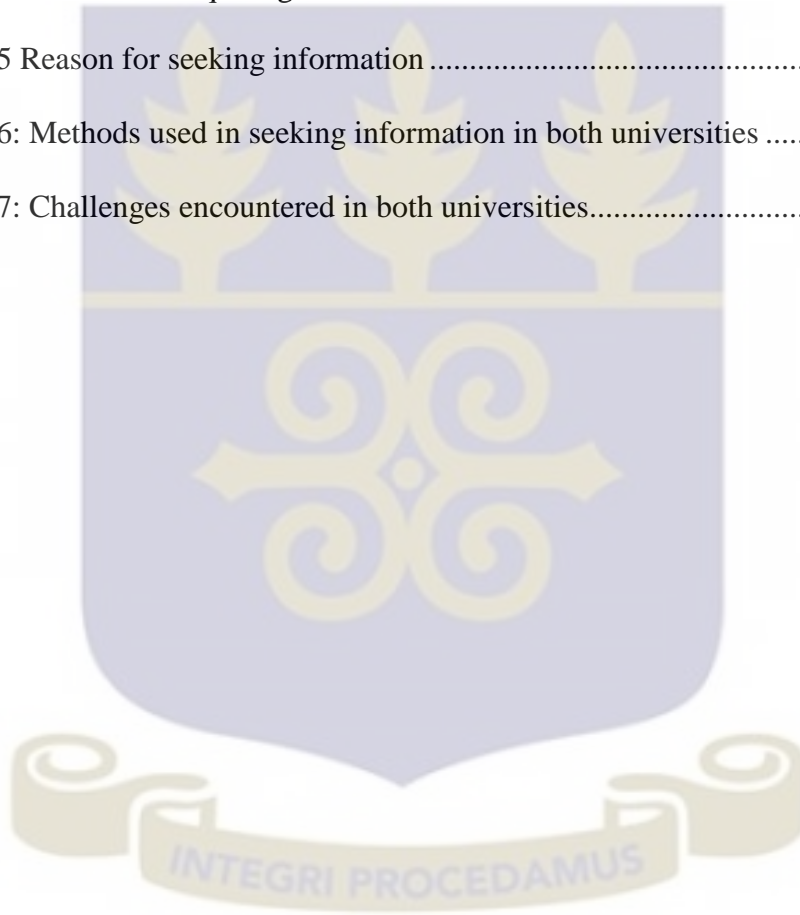 5 Reason for seeking information ..............................................
6: Methods used in seeking information in both universities .....
7: Challenges encountered in both universities..........................
INTEGRI PROCEDAMUS